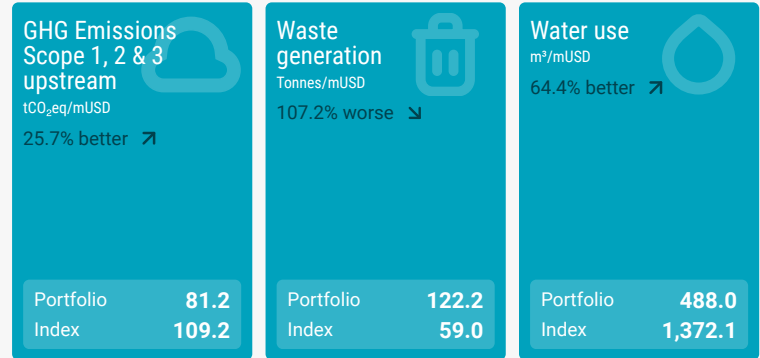 GHG Emissions
Scope 1, 2 & 3
upstream
tCO₂eq/mUSD
25.7% better
Portfolio 81.2
Index 109.2
Waste
generation
Tonnes/mUSD
107.2% worse
Portfolio 122.2
Index 59.0
Water use
m³/mUSD
64.4% better
Portfolio 488.0
Index 1,372.1